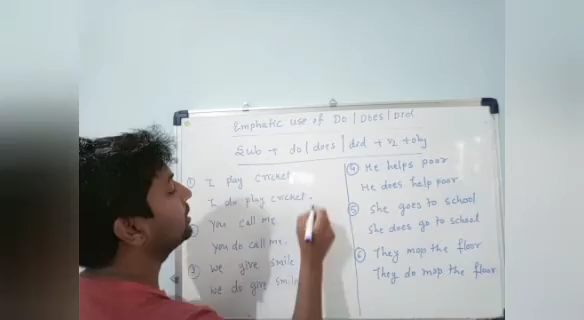 Emphatic use of Do | Does | Did
Sub + do | does | did + V1 + obj
① I play cricket
I do play cricket.
② You call me
You do call me.
③ We give smile
We do give smile
④ He helps poor
He does help poor.
⑤ She goes to school
She does go to school
⑥ They mop the floor
They do mop the floor